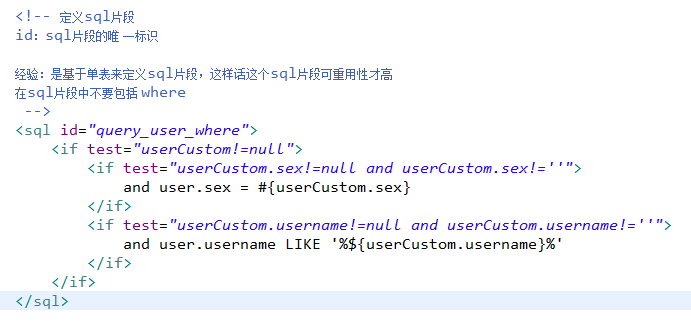 <!-- 定义sql片段
id：sql片段的唯一标识
经验：是基于单表来定义sql片段，这样话这个sql片段可重用性才高
在sql片段中不要包括 where
-->
<sql id="query_user_where">
<if test="userCustom!=null">
<if test="userCustom.sex!=null and userCustom.sex!=''">
and user.sex = #{userCustom.sex}
</if>
<if test="userCustom.username!=null and userCustom.username!=''">
and user.username LIKE '%${userCustom.username}%'
</if>
</if>
</sql>